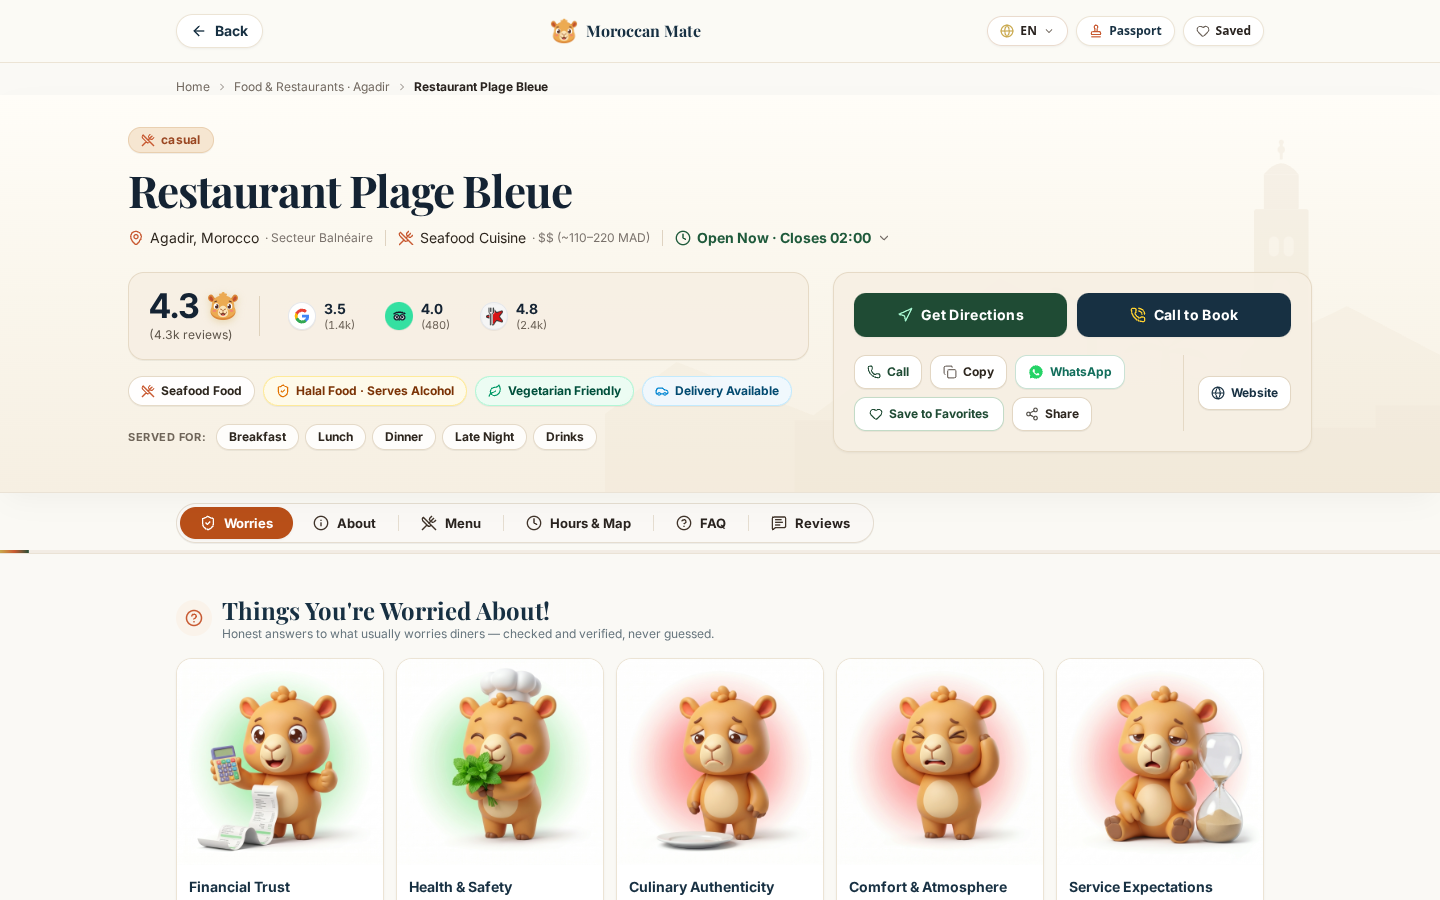 Back
Moroccan Mate
EN
Passport
Saved
Home > Food & Restaurants · Agadir > Restaurant Plage Bleue
casual
Restaurant Plage Bleue
Agadir, Morocco · Secteur Balnéaire
Seafood Cuisine · $$ (~110–220 MAD)
Open Now · Closes 02:00
4.3
(4.3k reviews)
3.5
(1.4k)
4.0
(480)
4.8
(2.4k)
Get Directions
Call to Book
Call
Copy
WhatsApp
Save to Favorites
Share
Website
Seafood Food
Halal Food · Serves Alcohol
Vegetarian Friendly
Delivery Available
SERVED FOR:
Breakfast
Lunch
Dinner
Late Night
Drinks
Worries
About
Menu
Hours & Map
FAQ
Reviews
Things You're Worried About!
Honest answers to what usually worries diners — checked and verified, never guessed.
Financial Trust
Health & Safety
Culinary Authenticity
Comfort & Atmosphere
Service Expectations